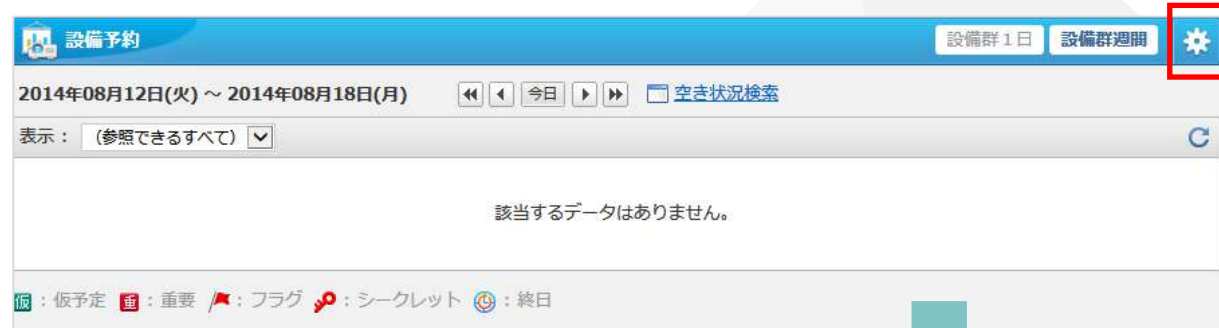 設備予約 設備群1日 設備群週間
2014年08月12日(火) ～ 2014年08月18日(月) 今日 空き状況検索
表示： （参照できるすべて）
該当するデータはありません。
仮：仮予定 重：重要 ：フラグ ：シークレット ：終日